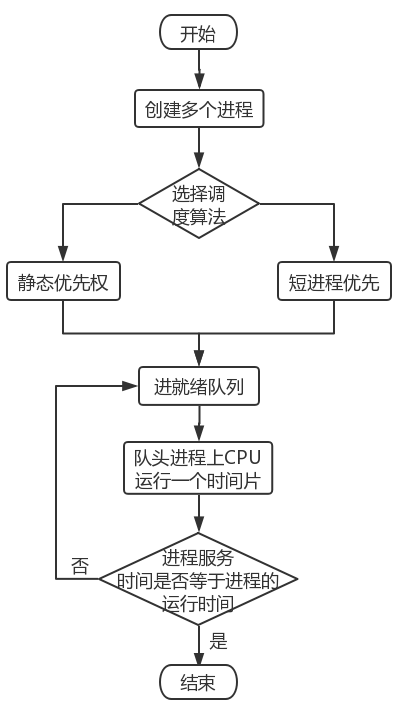 开始
创建多个进程
选择调
度算法
静态优先权
短进程优先
进就绪队列
队头进程上CPU
运行一个时间片
进程服务
时间是否等于进程的
运行时间
否
是
结束